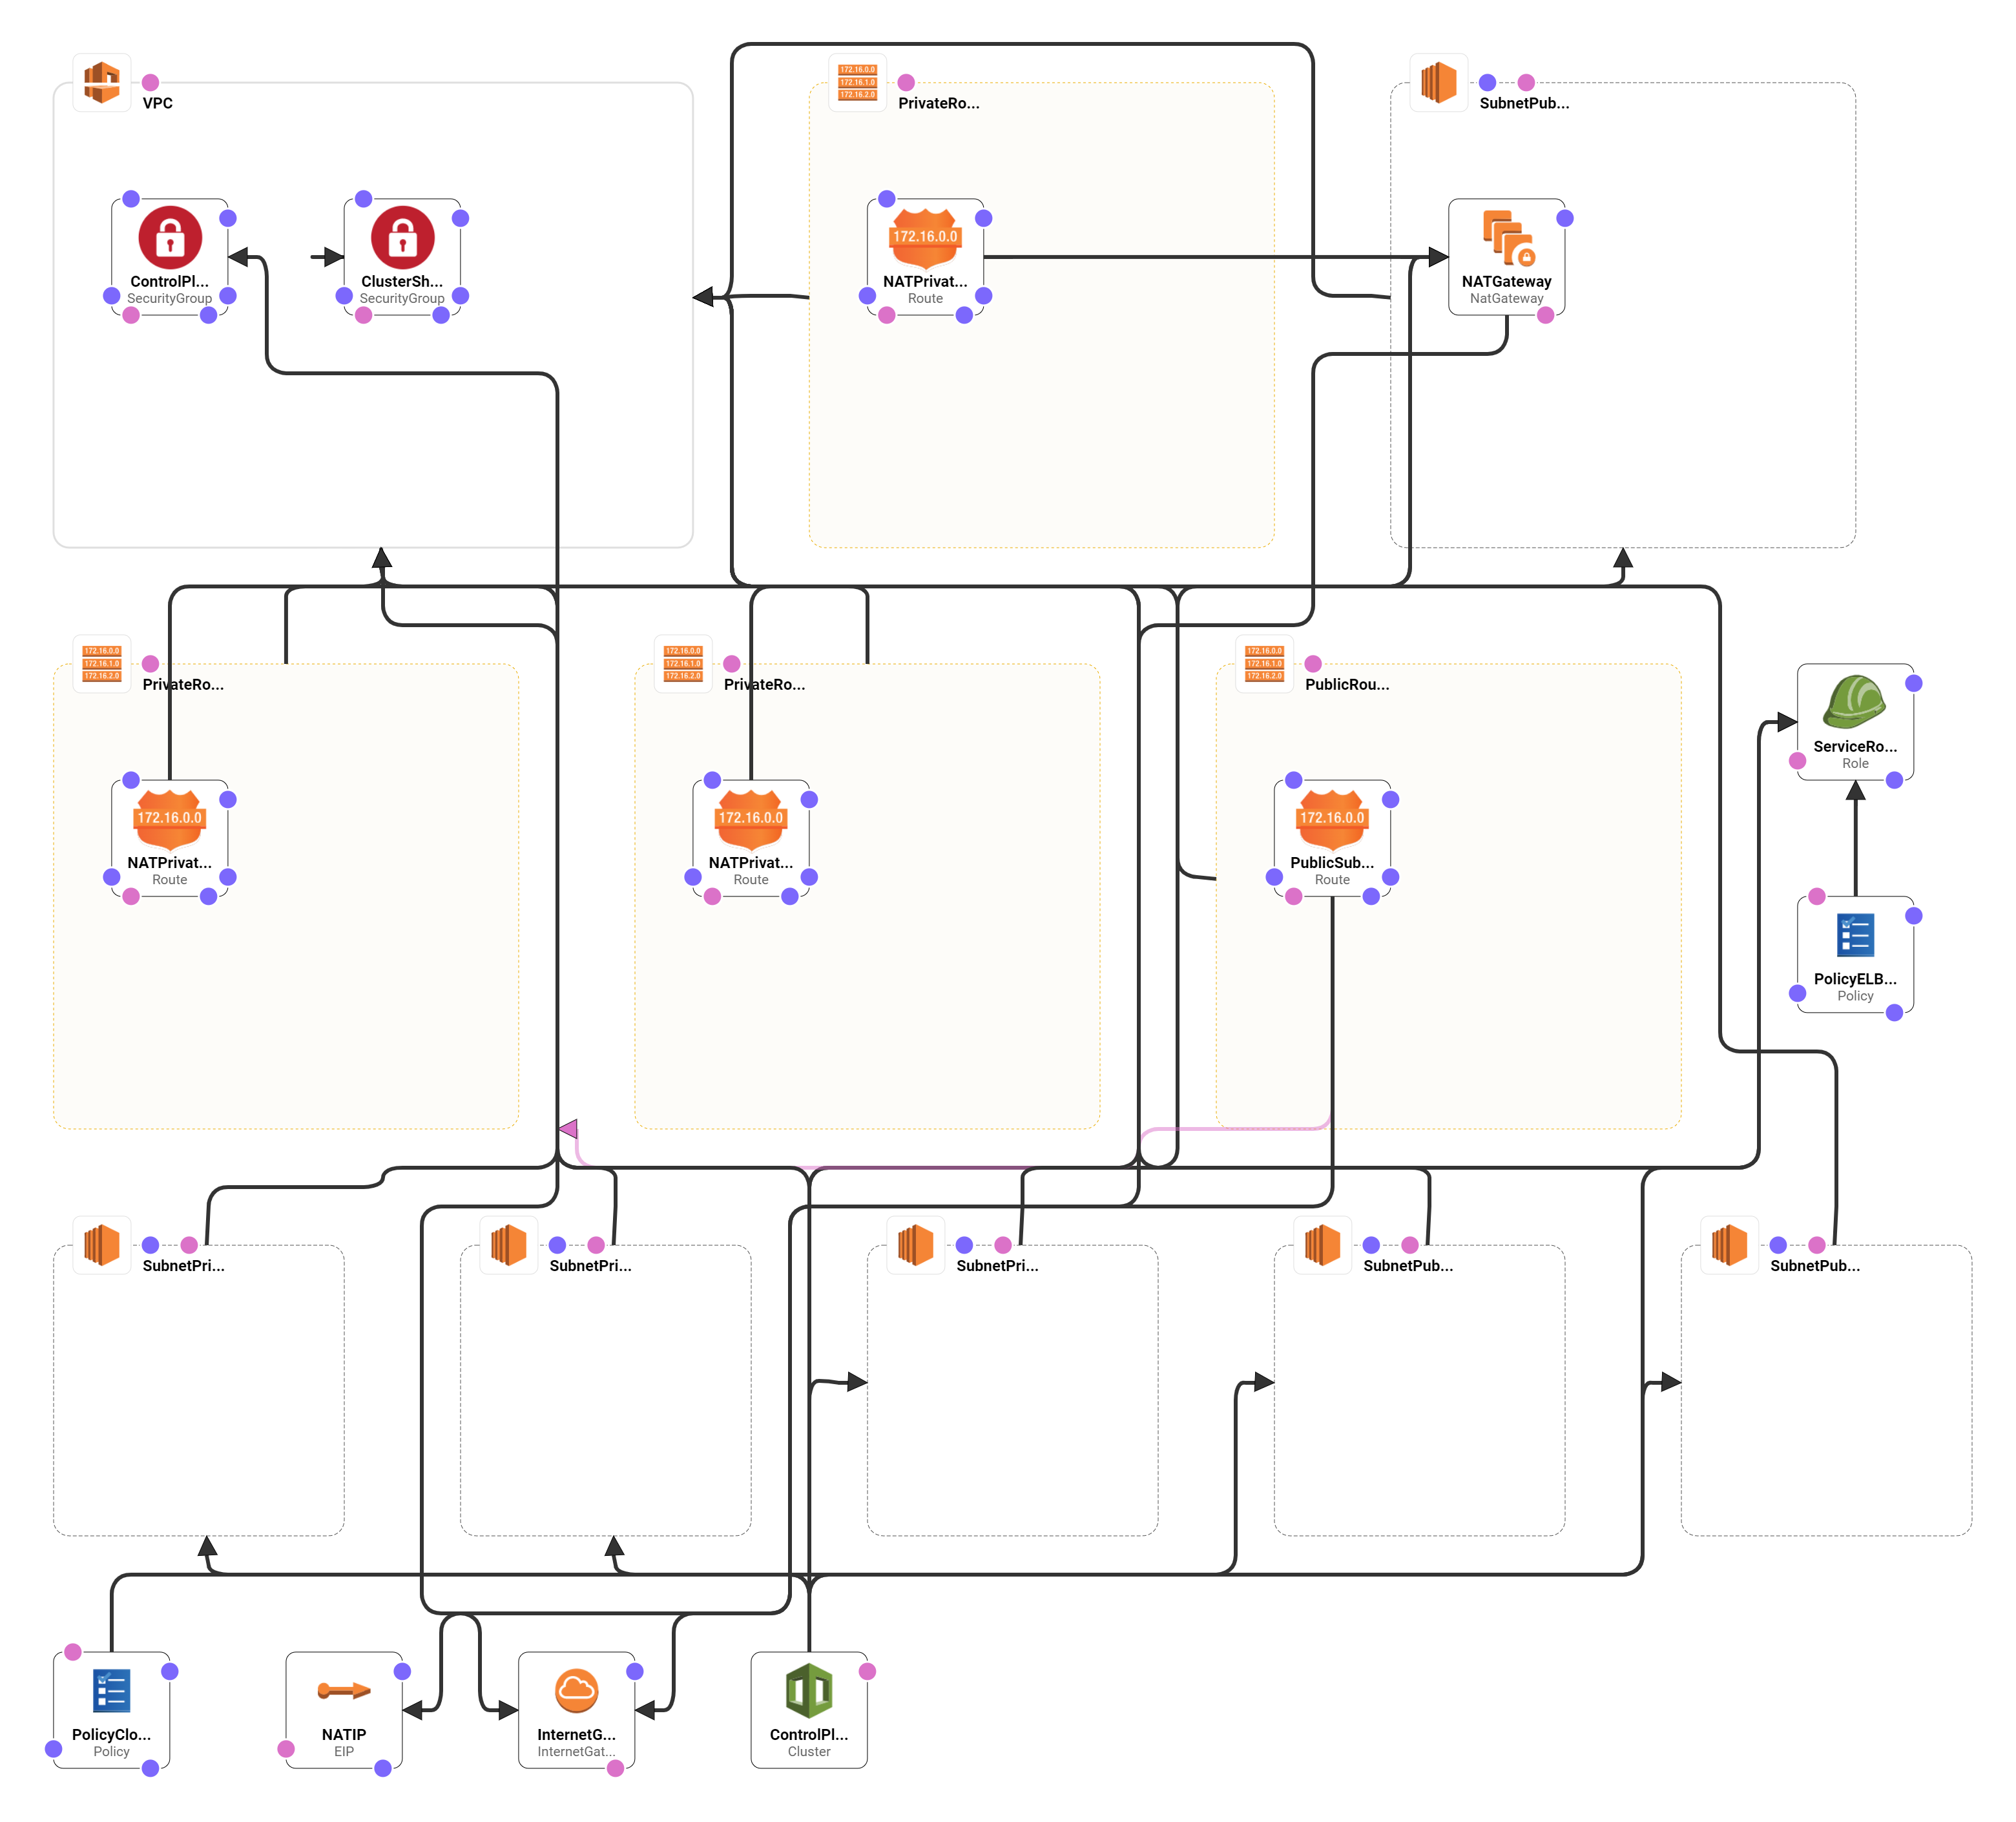 VPC
172.16.0.0
172.16.1.0
172.16.2.0
PrivateRo...
SubnetPub...
ControlPl...
SecurityGroup
ClusterSh...
SecurityGroup
172.16.0.0
NATPrivat...
Route
NATGateway
NatGateway
172.16.0.0
172.16.1.0
172.16.2.0
PrivateRo...
172.16.0.0
172.16.1.0
172.16.2.0
PrivateRo...
172.16.0.0
172.16.1.0
172.16.2.0
PublicRou...
ServiceRo...
Role
172.16.0.0
NATPrivat...
Route
172.16.0.0
NATPrivat...
Route
172.16.0.0
PublicSub...
Route
PolicyELB...
Policy
SubnetPri...
SubnetPri...
SubnetPri...
SubnetPub...
SubnetPub...
PolicyClo...
Policy
NATIP
EIP
InternetG...
InternetGat...
ControlPl...
Cluster